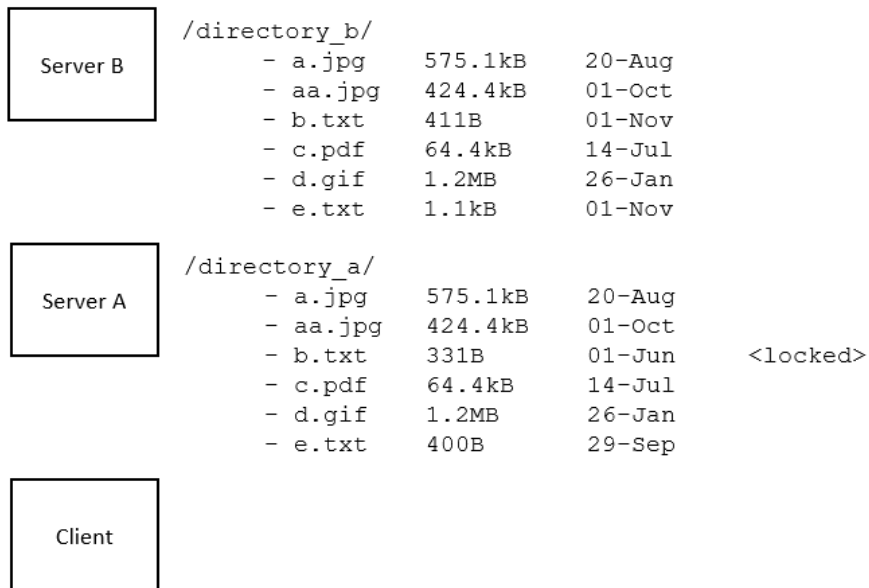 Server B
/directory_b/
- a.jpg 575.1kB 20-Aug
- aa.jpg 424.4kB 01-Oct
- b.txt 411B 01-Nov
- c.pdf 64.4kB 14-Jul
- d.gif 1.2MB 26-Jan
- e.txt 1.1kB 01-Nov
Server A
/directory_a/
- a.jpg 575.1kB 20-Aug
- aa.jpg 424.4kB 01-Oct
- b.txt 331B 01-Jun <locked>
- c.pdf 64.4kB 14-Jul
- d.gif 1.2MB 26-Jan
- e.txt 400B 29-Sep
Client